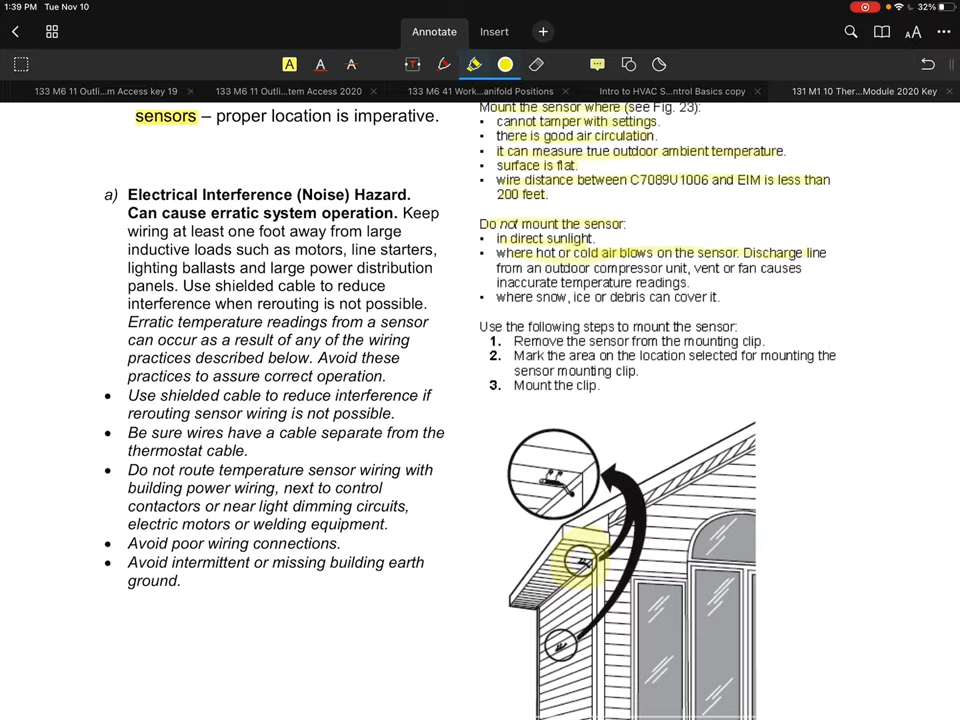 1:39 PM Tue Nov 10
32%
Annotate
Insert
133 M6 11 Outli...m Access key 19
133 M6 11 Outli...tem Access 2020
133 M6 41 Work...anifold Positions
Intro to HVAC S...ntrol Basics copy
131 M1 10 Ther...Module 2020 Key
sensors – proper location is imperative.
a) Electrical Interference (Noise) Hazard.
Can cause erratic system operation. Keep
wiring at least one foot away from large
inductive loads such as motors, line starters,
lighting ballasts and large power distribution
panels. Use shielded cable to reduce
interference when rerouting is not possible.
Erratic temperature readings from a sensor
can occur as a result of any of the wiring
practices described below. Avoid these
practices to assure correct operation.
• Use shielded cable to reduce interference if
rerouting sensor wiring is not possible.
• Be sure wires have a cable separate from the
thermostat cable.
• Do not route temperature sensor wiring with
building power wiring, next to control
contactors or near light dimming circuits,
electric motors or welding equipment.
• Avoid poor wiring connections.
• Avoid intermittent or missing building earth
ground.
Mount the sensor where (see Fig. 23):
• cannot tamper with settings.
• there is good air circulation.
• it can measure true outdoor ambient temperature.
• surface is flat.
• wire distance between C7089U1006 and EIM is less than
200 feet.
Do not mount the sensor:
• in direct sunlight.
• where hot or cold air blows on the sensor. Discharge line
from an outdoor compressor unit, vent or fan causes
inaccurate temperature readings.
• where snow, ice or debris can cover it.
Use the following steps to mount the sensor:
1. Remove the sensor from the mounting clip.
2. Mark the area on the location selected for mounting the
sensor mounting clip.
3. Mount the clip.